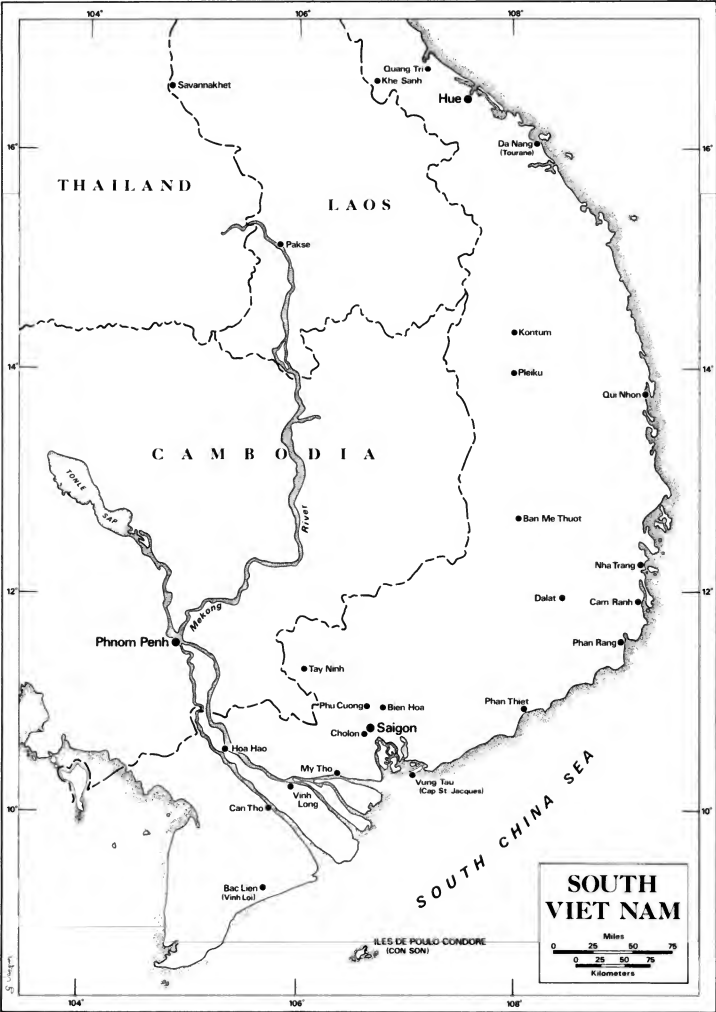 104°
106°
108°
Savannakhet
Quang Tri
Khe Sanh
Hue
16°
Da Nang
(Tourane)
16°
THAILAND
LAOS
Pakse
Kontum
14°
Pleiku
14°
Qui Nhon
CAMBODIA
TONLE
SAP
River
Ban Me Thuot
Nha Trang
12°
Mekong
Dalat
Cam Ranh
12°
Phnom Penh
Phan Rang
Tay Ninh
Phu Cuong
Bien Hoa
Phan Thiet
Cholon
Saigon
Hoa Hao
My Tho
Vung Tau
(Cap St Jacques)
Vinh
Long
10°
Can Tho
10°
SOUTH CHINA SEA
Bac Lien
(Vinh Loi)
ILES DE POULO CONDORE
(CON SON)
SOUTH
VIET NAM
Miles
0 25 50 75
0 25 50 75
Kilometers
104°
106°
108°